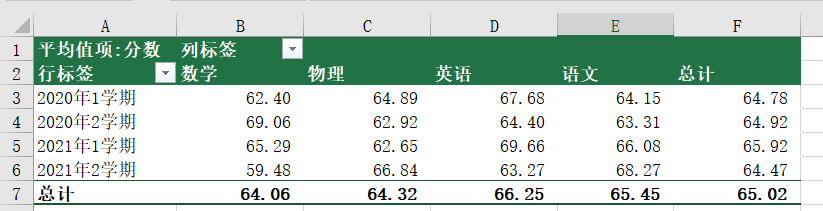 A B C D E F
1 平均值项:分数 列标签
2 行标签 数学 物理 英语 语文 总计
3 2020年1学期 62.40 64.89 67.68 64.15 64.78
4 2020年2学期 69.06 62.92 64.40 63.31 64.92
5 2021年1学期 65.29 62.65 69.66 66.08 65.92
6 2021年2学期 59.48 66.84 63.27 68.27 64.47
7 总计 64.06 64.32 66.25 65.45 65.02